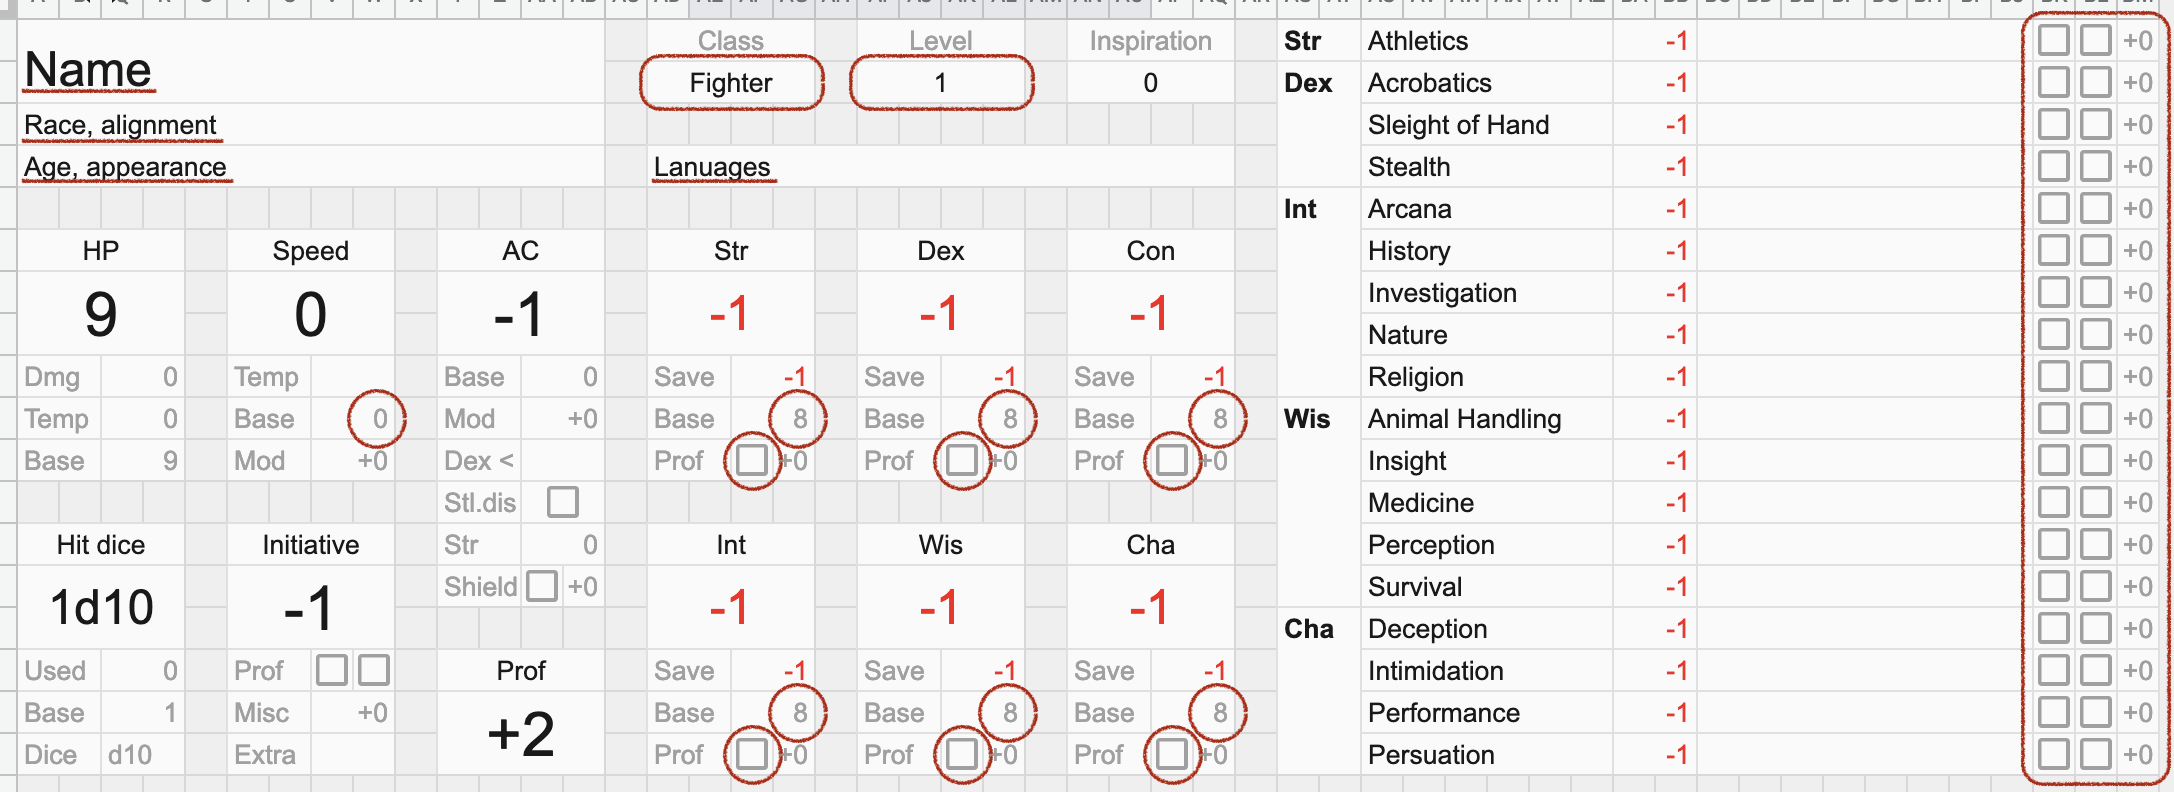 Name
Race, alignment
Age, appearance
Class Level Inspiration
Fighter 1 0
Lanuages
HP Speed AC Str Dex Con
9 0 -1 -1 -1 -1
Dmg 0 Temp Base 0 Save -1 Save -1 Save -1
Temp 0 Base 0 Mod +0 Base 8 Base 8 Base 8
Base 9 Mod +0 Dex < Prof +0 Prof +0 Prof +0
Stl.dis
Hit dice Initiative Str 0 Int Wis Cha
Shield +0
1d10 -1 -1 -1 -1
Used 0 Prof Prof Save -1 Save -1 Save -1
Base 1 Misc +0 +2 Base 8 Base 8 Base 8
Dice d10 Extra Prof +0 Prof +0 Prof +0
Str Athletics -1 +0
Dex Acrobatics -1 +0
Sleight of Hand -1 +0
Stealth -1 +0
Int Arcana -1 +0
History -1 +0
Investigation -1 +0
Nature -1 +0
Religion -1 +0
Wis Animal Handling -1 +0
Insight -1 +0
Medicine -1 +0
Perception -1 +0
Survival -1 +0
Cha Deception -1 +0
Intimidation -1 +0
Performance -1 +0
Persuation -1 +0